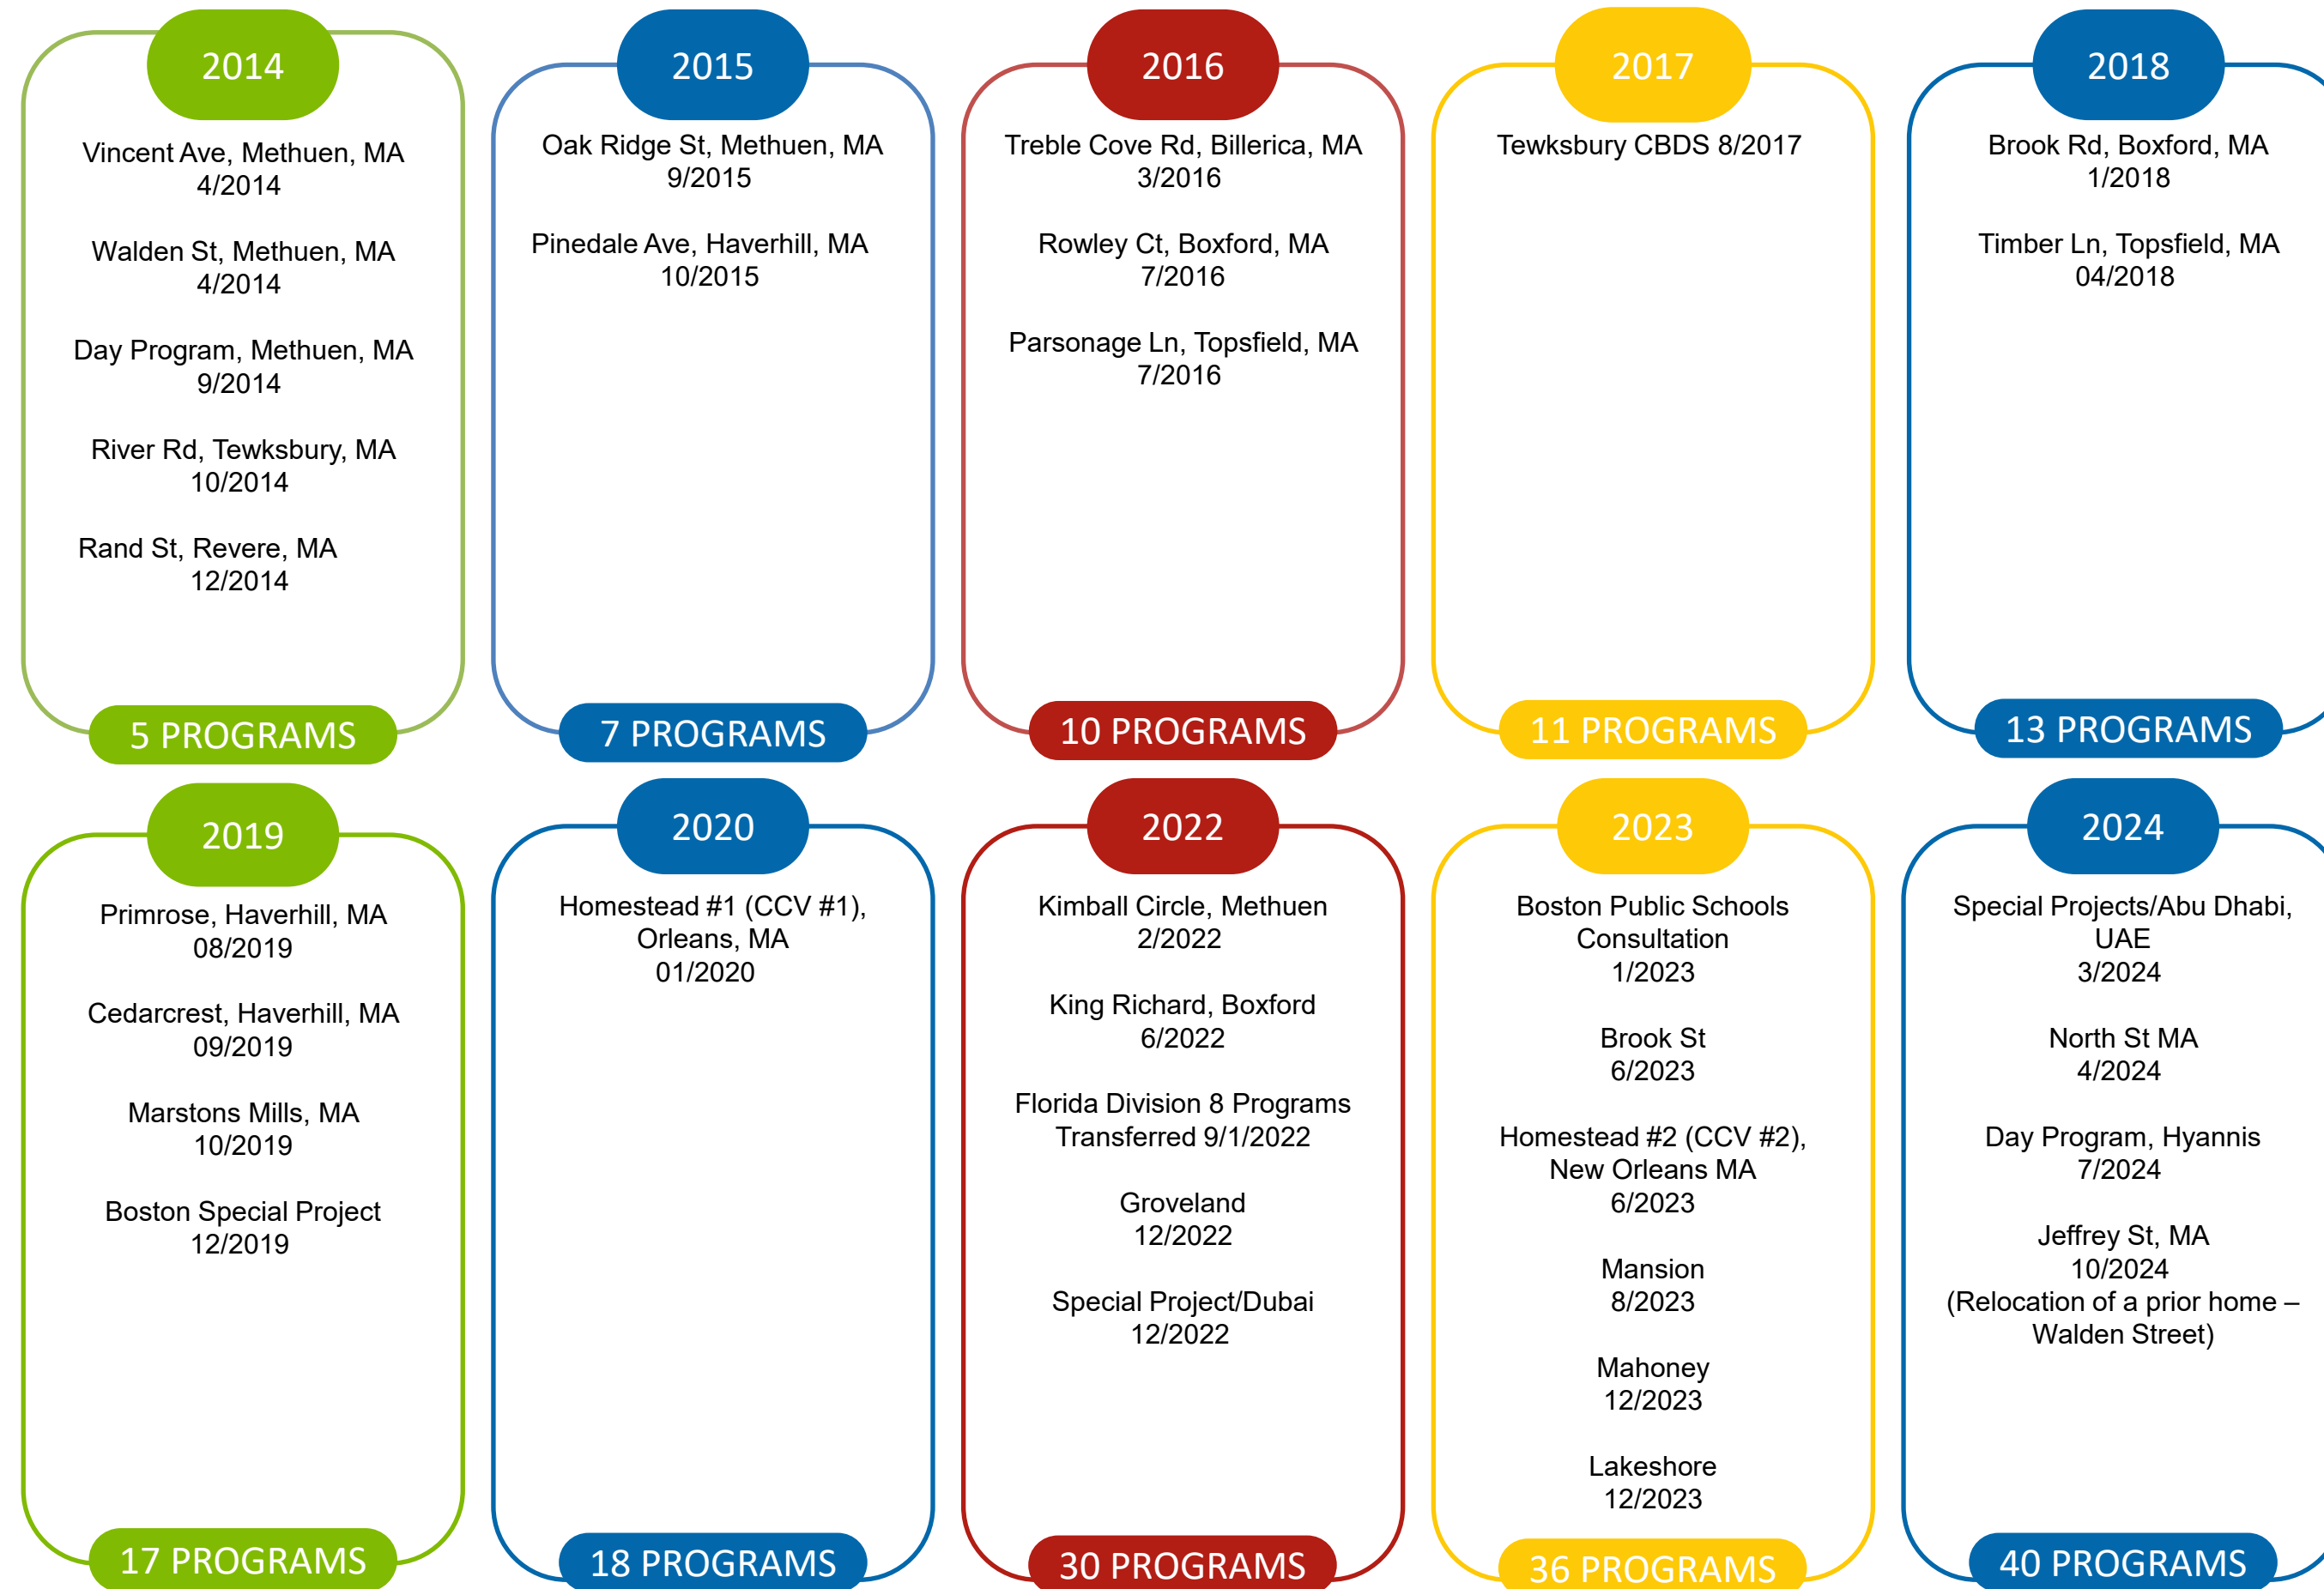 2014
Vincent Ave, Methuen, MA
4/2014
Walden St, Methuen, MA
4/2014
Day Program, Methuen, MA
9/2014
River Rd, Tewksbury, MA
10/2014
Rand St, Revere, MA
12/2014
5 PROGRAMS
2015
Oak Ridge St, Methuen, MA
9/2015
Pinedale Ave, Haverhill, MA
10/2015
7 PROGRAMS
2016
Treble Cove Rd, Billerica, MA
3/2016
Rowley Ct, Boxford, MA
7/2016
Parsonage Ln, Topsfield, MA
7/2016
10 PROGRAMS
2017
Tewksbury CBDS 8/2017
11 PROGRAMS
2018
Brook Rd, Boxford, MA
1/2018
Timber Ln, Topsfield, MA
04/2018
13 PROGRAMS
2019
Primrose, Haverhill, MA
08/2019
Cedarcrest, Haverhill, MA
09/2019
Marstons Mills, MA
10/2019
Boston Special Project
12/2019
17 PROGRAMS
2020
Homestead #1 (CCV #1),
Orleans, MA
01/2020
18 PROGRAMS
2022
Kimball Circle, Methuen
2/2022
King Richard, Boxford
6/2022
Florida Division 8 Programs
Transferred 9/1/2022
Groveland
12/2022
Special Project/Dubai
12/2022
30 PROGRAMS
2023
Boston Public Schools
Consultation
1/2023
Brook St
6/2023
Homestead #2 (CCV #2),
New Orleans MA
6/2023
Mansion
8/2023
Mahoney
12/2023
Lakeshore
12/2023
36 PROGRAMS
2024
Special Projects/Abu Dhabi,
UAE
3/2024
North St MA
4/2024
Day Program, Hyannis
7/2024
Jeffrey St, MA
10/2024
(Relocation of a prior home –
Walden Street)
40 PROGRAMS